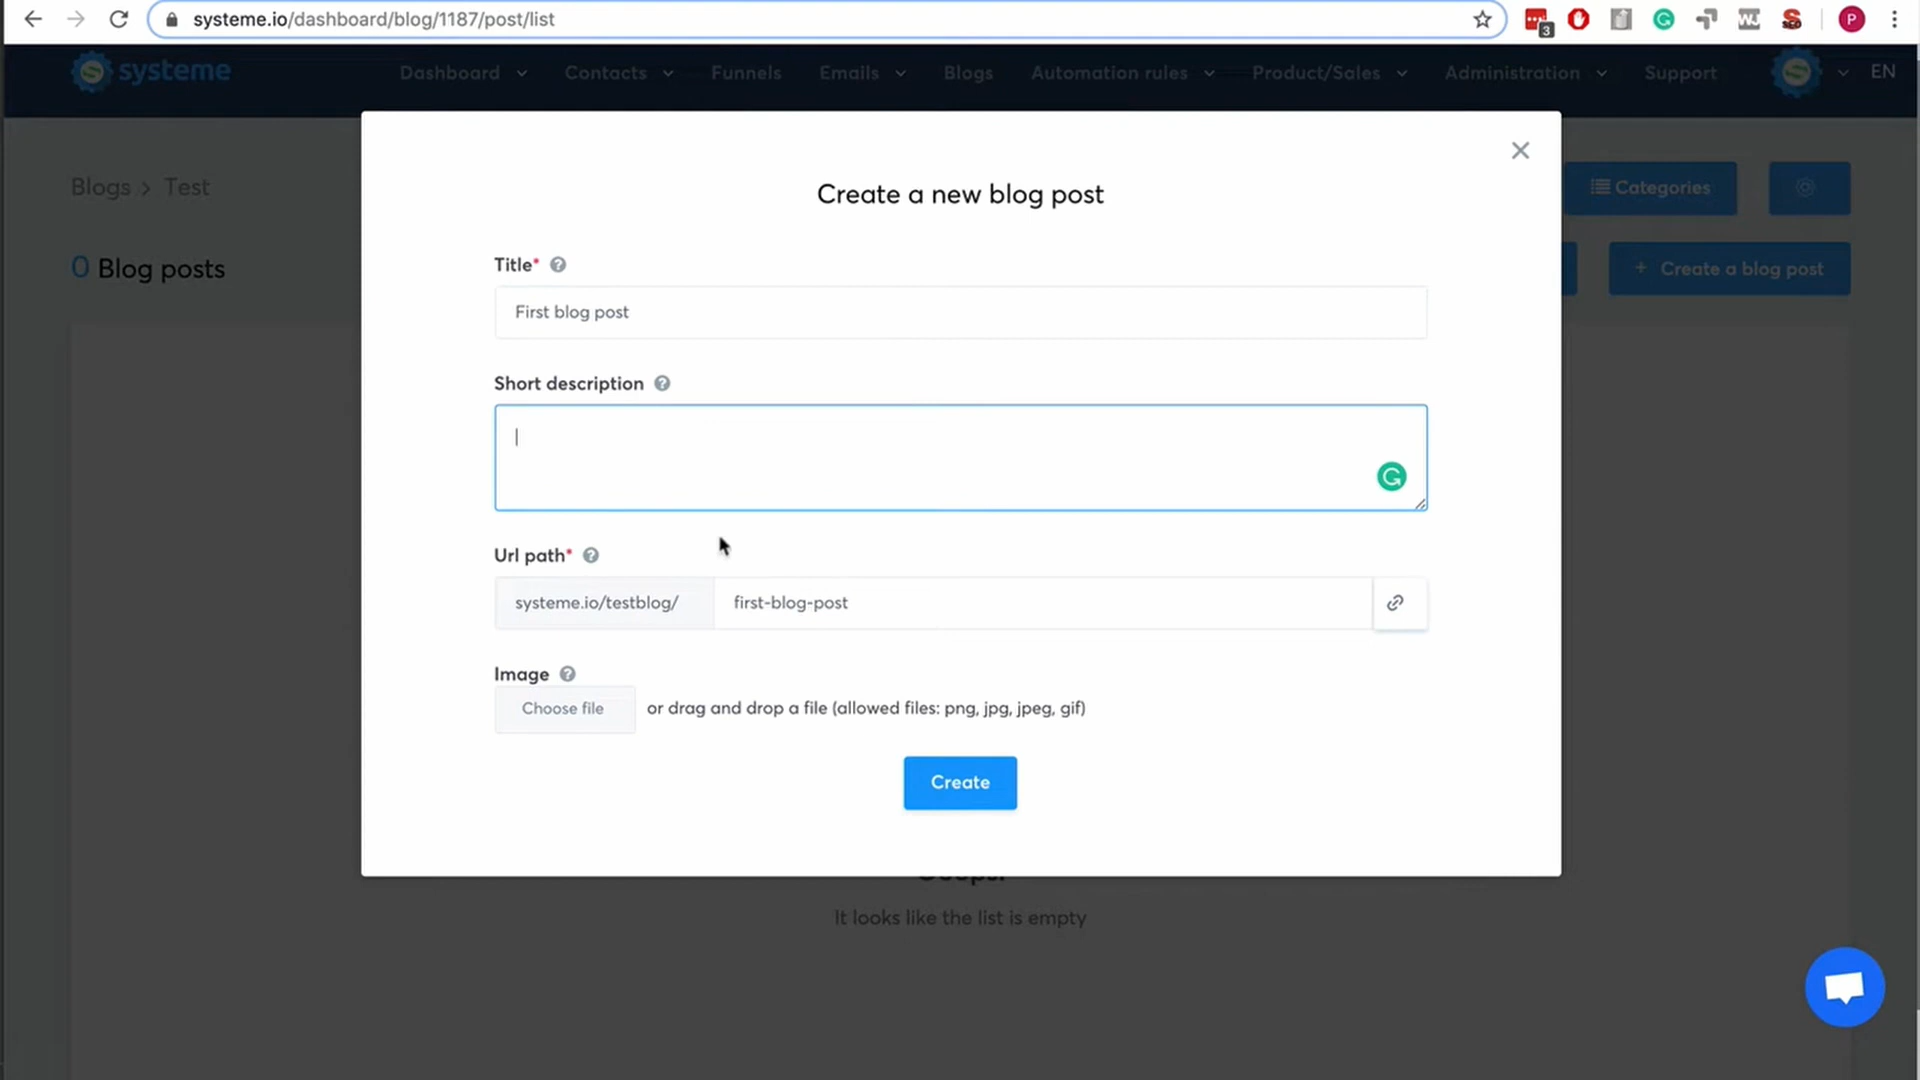 systeme.io/dashboard/blog/1187/post/list
3
P
systeme
Dashboard
Contacts
Funnels
Emails
Blogs
Automation rules
Product/Sales
Administration
Support
EN
Blogs > Test
Categories
0 Blog posts
+ Create a blog post
Create a new blog post
Title*
First blog post
Short description
Url path*
systeme.io/testblog/
first-blog-post
Image
Choose file
or drag and drop a file (allowed files: png, jpg, jpeg, gif)
Create
It looks like the list is empty